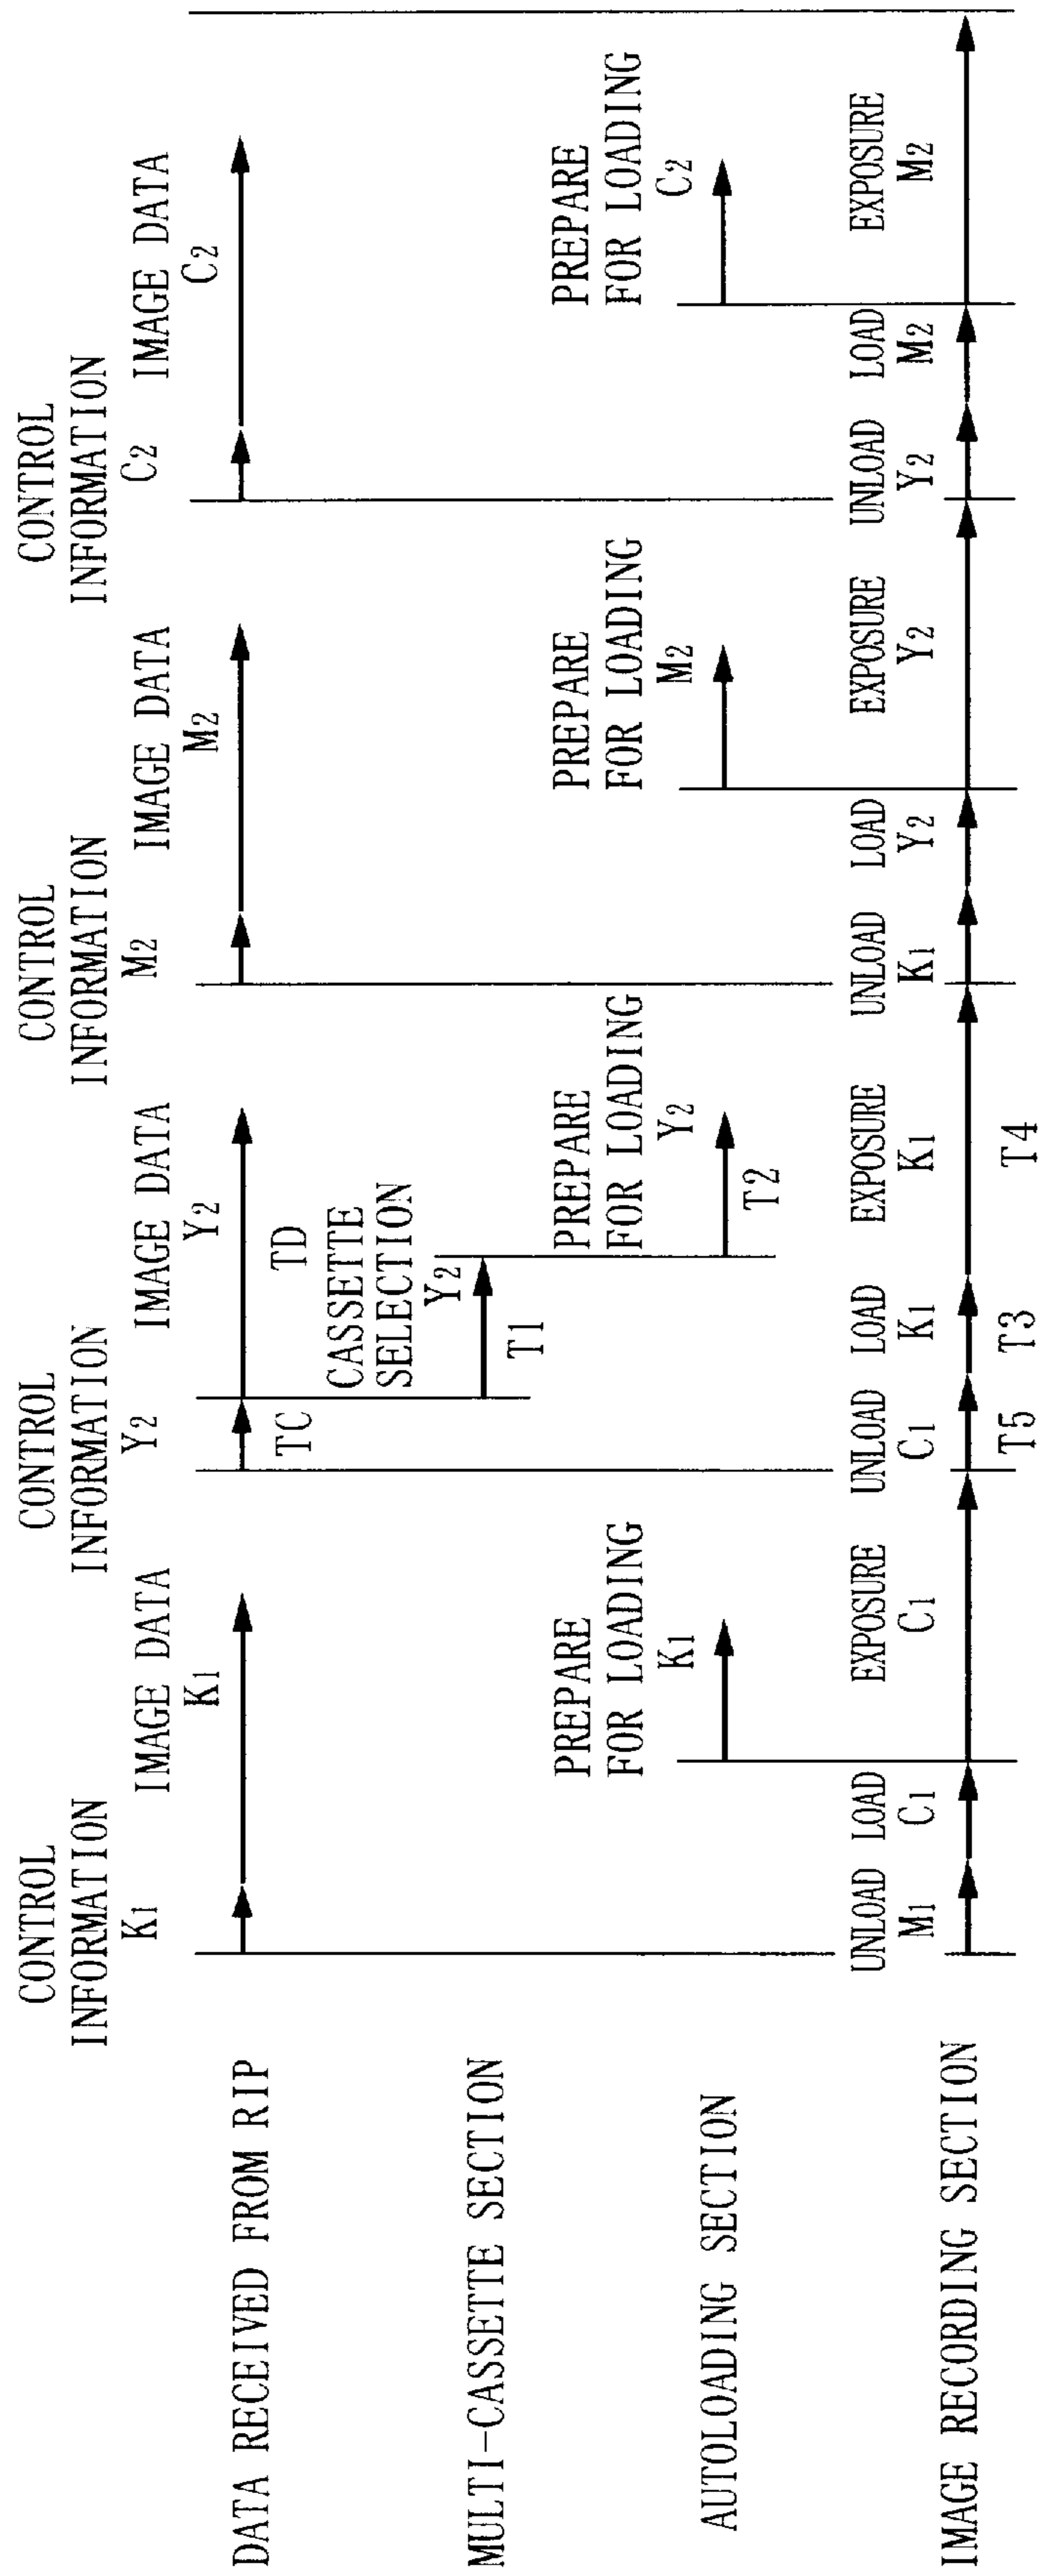 CONTROL
INFORMATION
K1
IMAGE DATA
K1
CONTROL
INFORMATION
Y2
IMAGE DATA
Y2
CONTROL
INFORMATION
M2
IMAGE DATA
M2
CONTROL
INFORMATION
C2
IMAGE DATA
C2
DATA RECEIVED FROM RIP
TC
TD
MULTI-CASSETTE SECTION
CASSETTE
SELECTION
Y2
T1
AUTOLOADING SECTION
PREPARE
FOR LOADING
K1
PREPARE
FOR LOADING
Y2
T2
PREPARE
FOR LOADING
M2
PREPARE
FOR LOADING
C2
IMAGE RECORDING SECTION
UNLOAD
M1
LOAD
C1
EXPOSURE
C1
UNLOAD
C1
T5
LOAD
K1
T3
EXPOSURE
K1
T4
UNLOAD
K1
LOAD
Y2
EXPOSURE
Y2
UNLOAD
Y2
LOAD
M2
EXPOSURE
M2